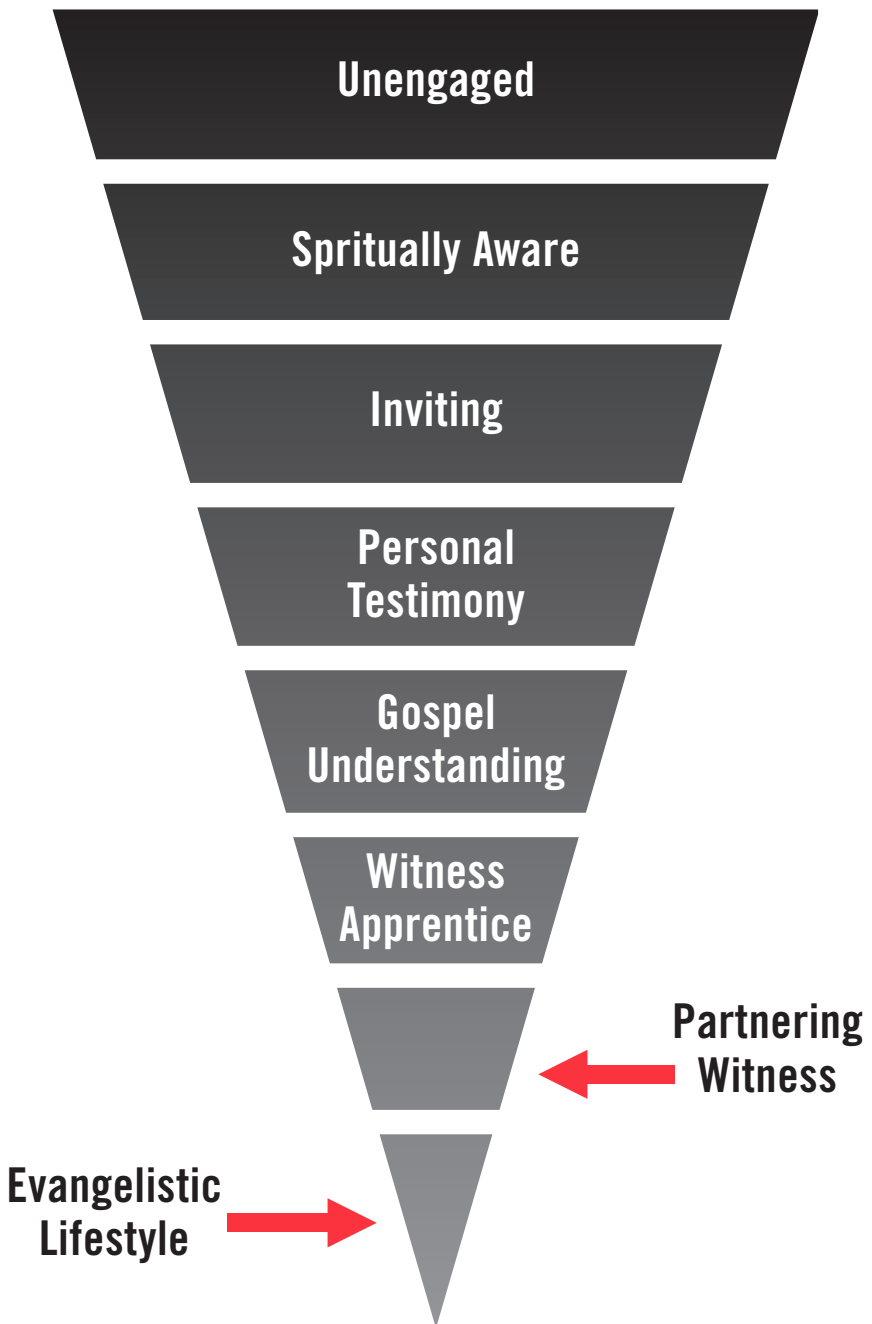 Unengaged
Spritually Aware
Inviting
Personal
Testimony
Gospel
Understanding
Witness
Apprentice
Partnering
Witness
Evangelistic
Lifestyle